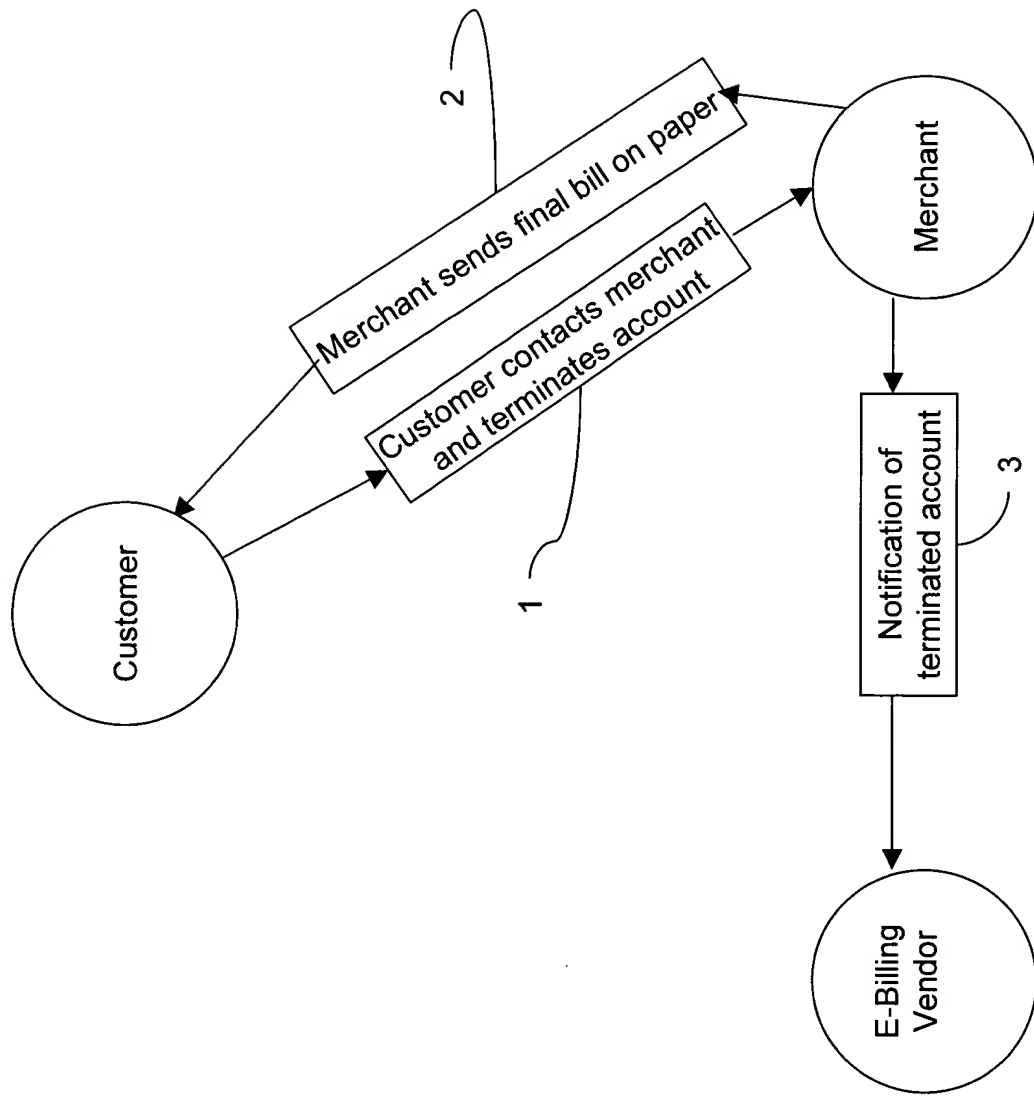 Customer
2
Merchant sends final bill on paper
Customer contacts merchant
and terminates account
1
Merchant
Notification of
terminated account
3
E-Billing
Vendor